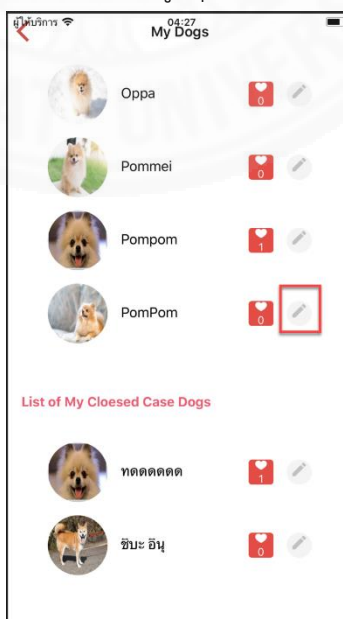 ผู้ให้บริการ 04:27
My Dogs
Oppa 0
Pommei 0
Pompom 1
PomPom 0
List of My Cloesed Case Dogs
ทดดดดดด 1
ชิบะ อินุ 0